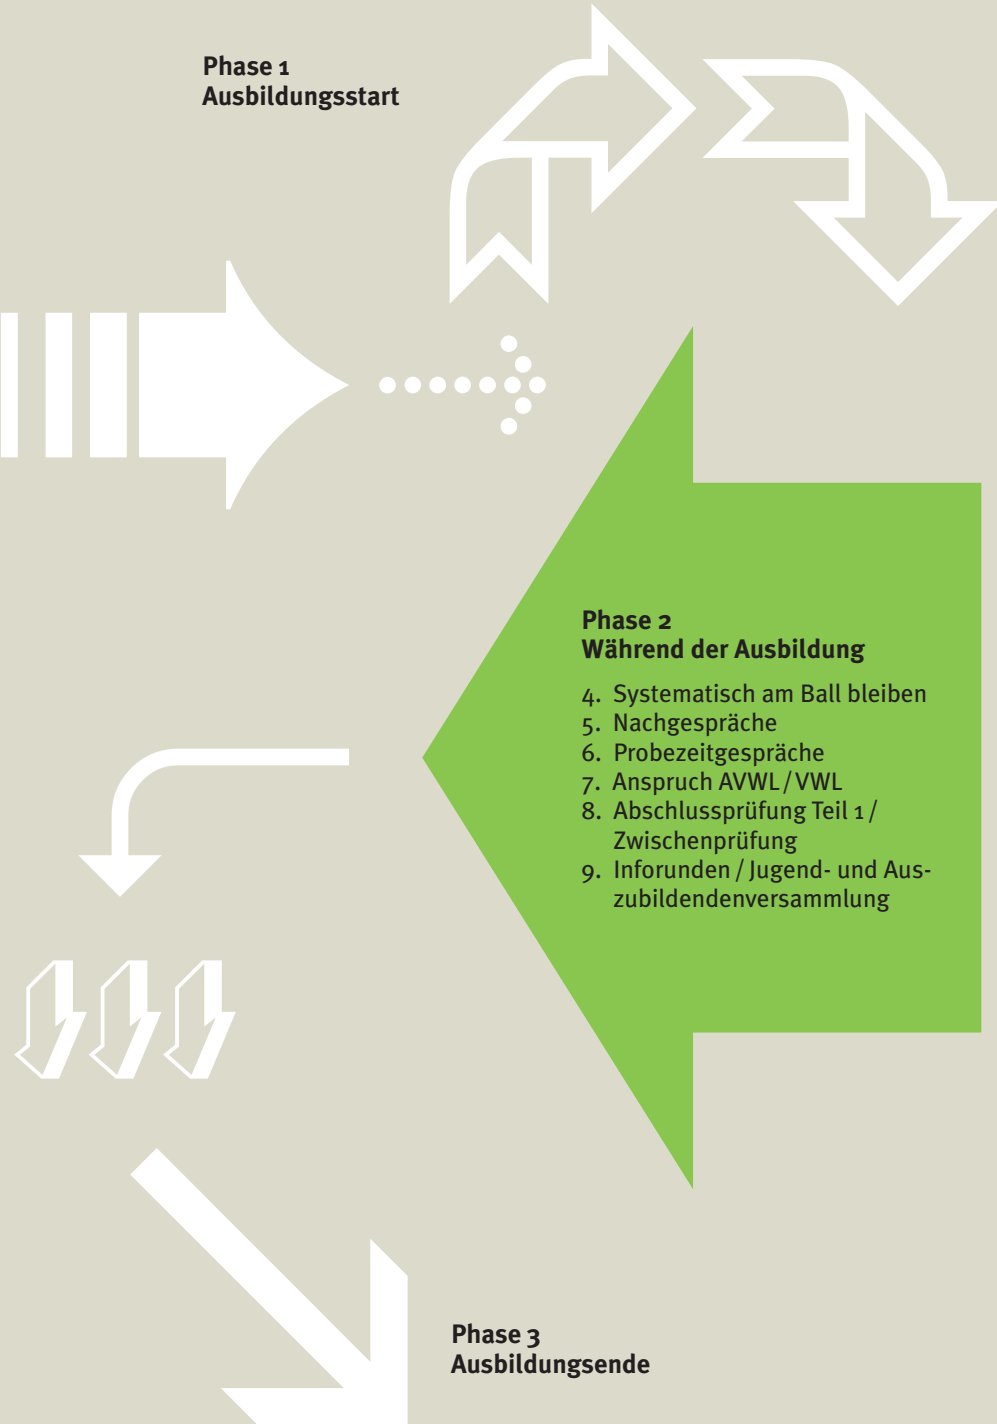 Phase 1
Ausbildungsstart
Phase 2
Während der Ausbildung
4. Systematisch am Ball bleiben
5. Nachgespräche
6. Probezeitgespräche
7. Anspruch AVWL / VWL
8. Abschlussprüfung Teil 1 /
Zwischenprüfung
9. Inforunden / Jugend- und Aus-
zubildendenversammlung
Phase 3
Ausbildungsende